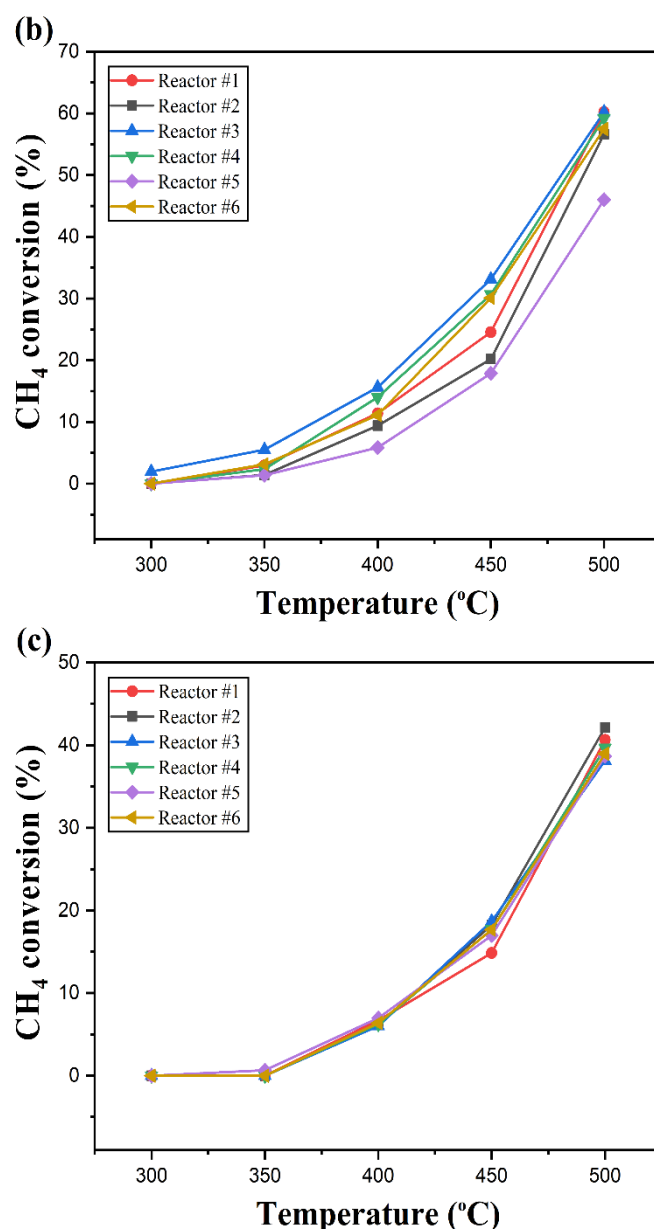 (b)
70
60
50
40
30
20
10
0
CH₄ conversion (%)
Reactor #1
Reactor #2
Reactor #3
Reactor #4
Reactor #5
Reactor #6
300 350 400 450 500
Temperature (ºC)
(c)
50
40
30
20
10
0
CH₄ conversion (%)
Reactor #1
Reactor #2
Reactor #3
Reactor #4
Reactor #5
Reactor #6
300 350 400 450 500
Temperature (ºC)